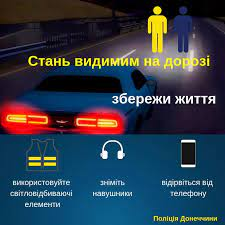 Стань видимим на дорозі
збережи життя
використовуйте світловідбиваючі елементи
зніміть навушники
відірвіться від телефону
Поліція Донеччини